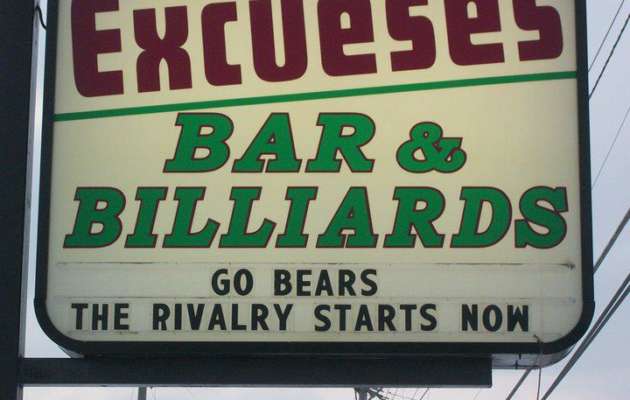 EXCUESES
BAR &
BILLIARDS
GO BEARS
THE RIVALRY STARTS NOW